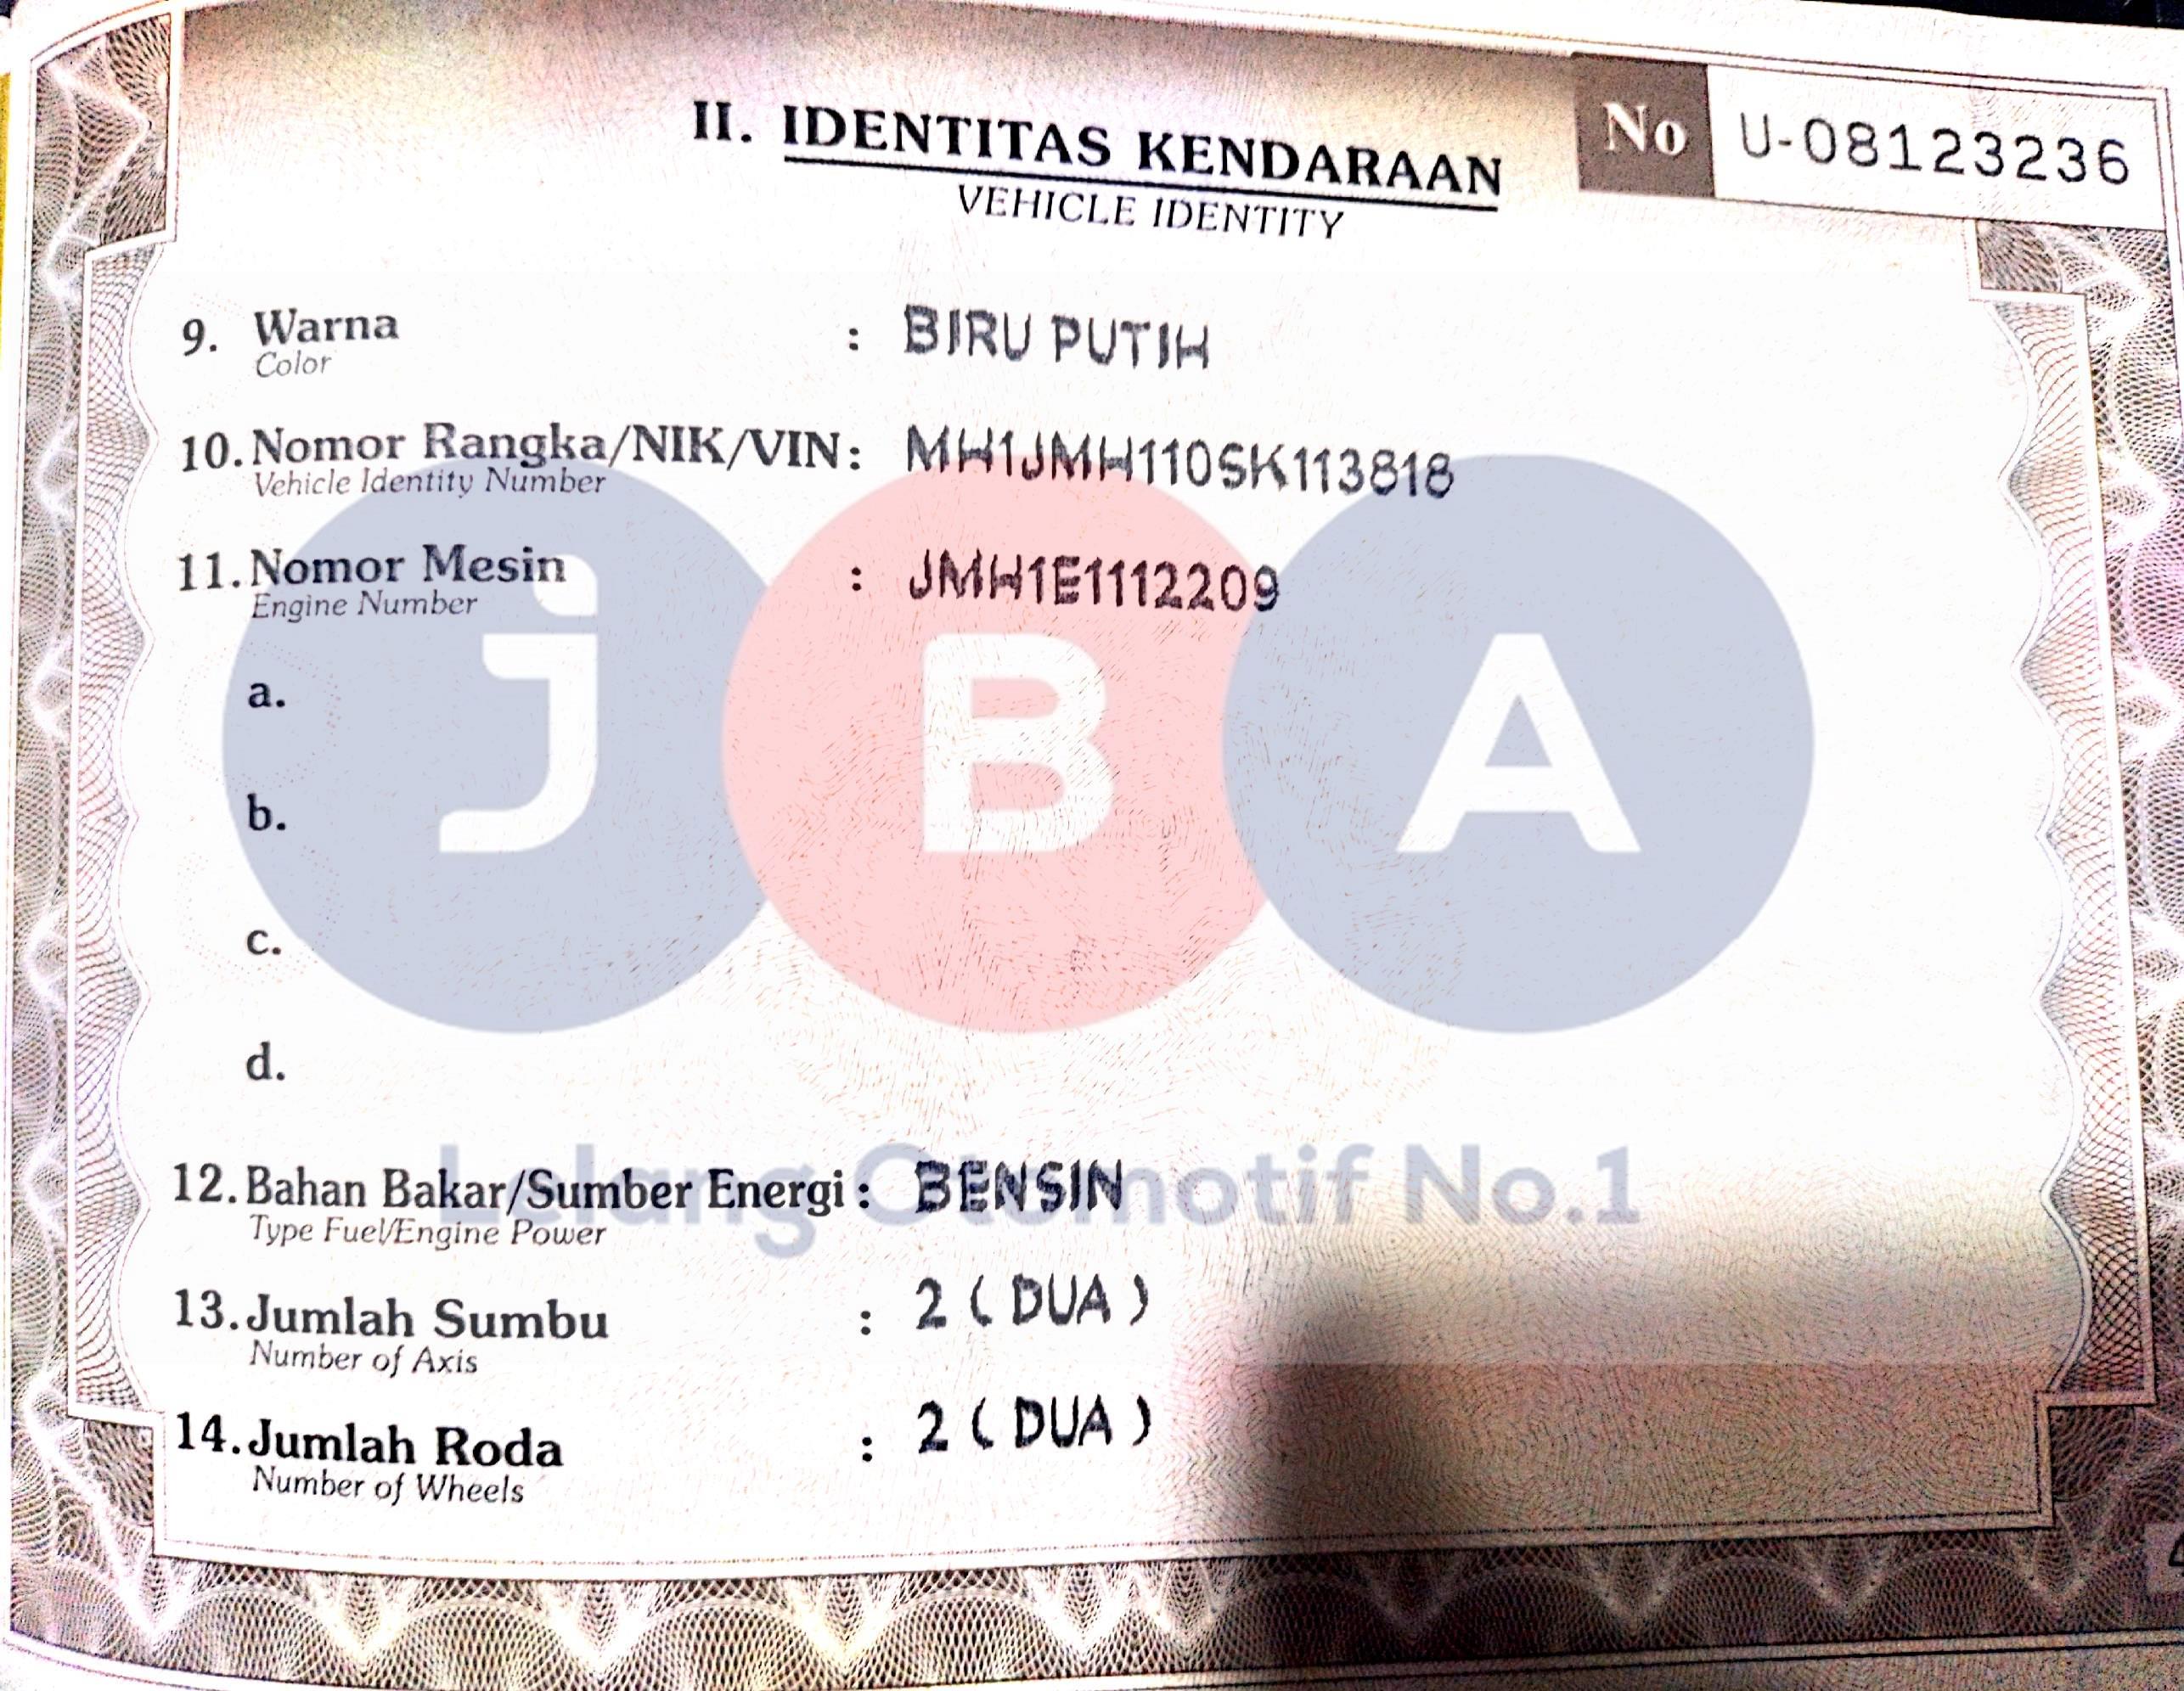 II. IDENTITAS KENDARAAN
VEHICLE IDENTITY
No U-08123236
9. Warna : BIRU PUTIH
Color
10. Nomor Rangka/NIK/VIN : MH1JMH110SK113818
Vehicle Identity Number
11. Nomor Mesin : JMH1E1112209
Engine Number
a.
b.
c.
d.
12. Bahan Bakar/Sumber Energi : BENSIN
Type Fuel/Engine Power
13. Jumlah Sumbu : 2 ( DUA )
Number of Axis
14. Jumlah Roda : 2 ( DUA )
Number of Wheels
jBA
Lelang Otomotif No.1